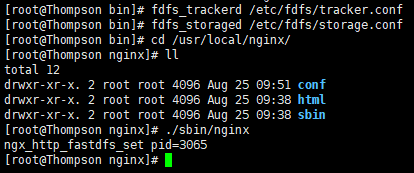 [root@Thompson bin]# fdfs_trackerd /etc/fdfs/tracker.conf
[root@Thompson bin]# fdfs_storaged /etc/fdfs/storage.conf
[root@Thompson bin]# cd /usr/local/nginx/
[root@Thompson nginx]# ll
total 12
drwxr-xr-x. 2 root root 4096 Aug 25 09:51 conf
drwxr-xr-x. 2 root root 4096 Aug 25 09:38 html
drwxr-xr-x. 2 root root 4096 Aug 25 09:38 sbin
[root@Thompson nginx]# ./sbin/nginx
ngx_http_fastdfs_set pid=3065
[root@Thompson nginx]#